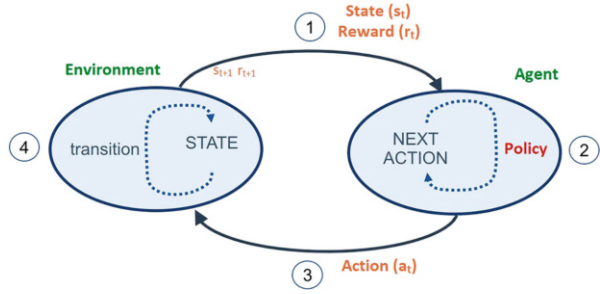 1
State (sₜ)
Reward (rₜ)
Environment
sₜ₊₁ rₜ₊₁
Agent
4
transition
STATE
NEXT
ACTION
Policy
2
3
Action (aₜ)